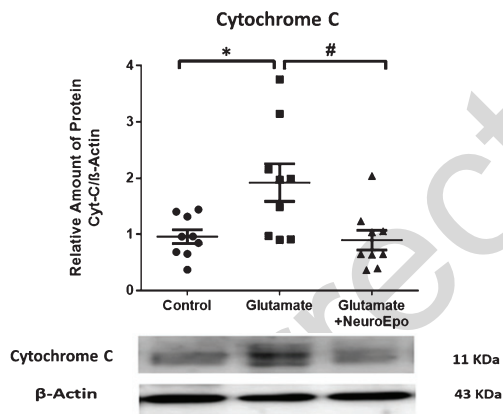 Cytochrome C
* #
4
3
2
1
0
Relative Amount of Protein
Cyt-C/ß-Actin
Control Glutamate Glutamate
+NeuroEpo
Cytochrome C 11 KDa
β-Actin 43 KDa